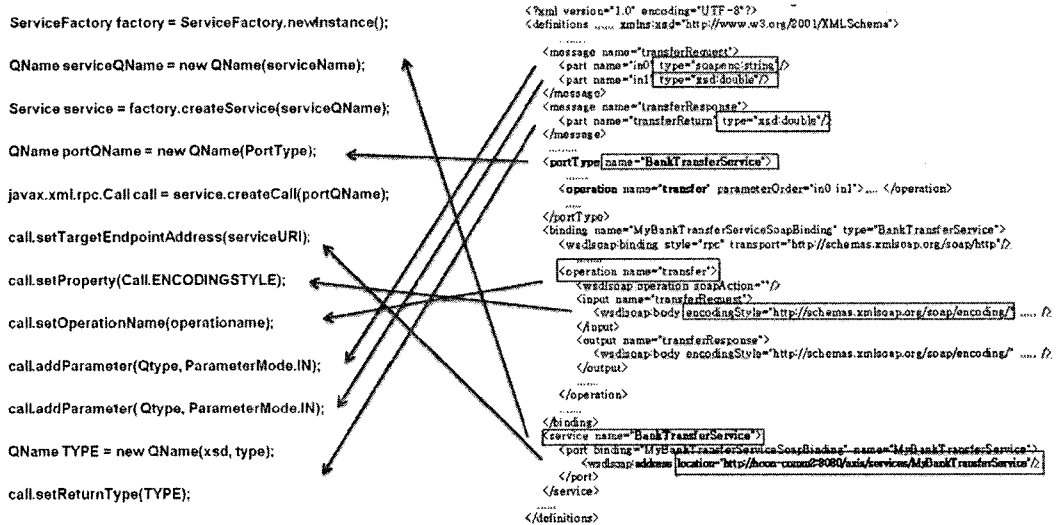 ServiceFactory factory = ServiceFactory.newInstance();
QName serviceQName = new QName(serviceName);
Service service = factory.createService(serviceQName);
QName portQName = new QName(PortType);
javax.xml.rpc.Call call = service.createCall(portQName);
call.setTargetEndpointAddress(serviceURI);
call.setProperty(Call.ENCODINGSTYLE);
call.setOperationName(operationame);
call.addParameter(Qtype, ParameterMode.IN);
call.addParameter( Qtype, ParameterMode.IN);
QName TYPE = new QName(xsd, type);
call.setReturnType(TYPE);
<?xml version="1.0" encoding="UTF-8"?>
<definitions ...... xmlns:xsd="http://www.w3.org/2001/XMLSchema">
.......
<message name="transferRequest">
<part name="in0" type="soapenc:string"/>
<part name="in1" type="xsd:double"/>
</message>
<message name="transferResponse">
<part name="transferReturn" type="xsd:double"/>
</message>
........
<portType name="BankTransferService">
......
<operation name="transfer" parameterOrder="in0 in1">..... </operation>
......
</portType>
<binding name="MyBankTransferServiceSoapBinding" type="BankTransferService">
<wsdlsoap:binding style="rpc" transport="http://schemas.xmlsoap.org/soap/http"/>
<operation name="transfer">
<wsdlsoap:operation soapAction=""/>
<input name="transferRequest">
<wsdlsoap:body encodingStyle="http://schemas.xmlsoap.org/soap/encoding/" ..... />
</input>
<output name="transferResponse">
<wsdlsoap:body encodingStyle="http://schemas.xmlsoap.org/soap/encoding/" ..... />
</output>
.......
</operation>
.......
</binding>
<service name="BankTransferService">
<port binding="MyBankTransferServiceSoapBinding" name="MyBankTransferService">
<wsdlsoap:address location="http://hoon-comm2:8080/axis/services/MyBankTransferService"/>
</port>
</service>
......
</definitions>